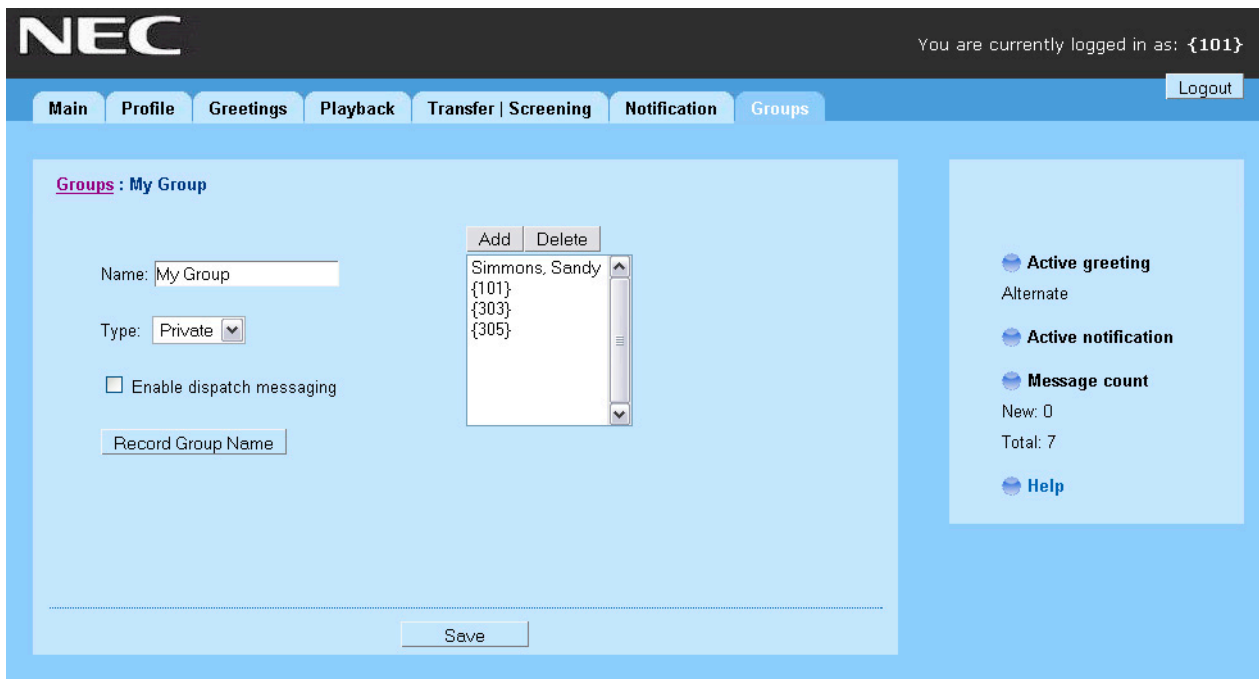 NEC
You are currently logged in as: {101}
Logout
Main Profile Greetings Playback Transfer | Screening Notification Groups
Groups : My Group
Add Delete
Name: My Group
Type: Private
Enable dispatch messaging
Record Group Name
Simmons, Sandy
{101}
{303}
{305}
Save
Active greeting
Alternate
Active notification
Message count
New: 0
Total: 7
Help